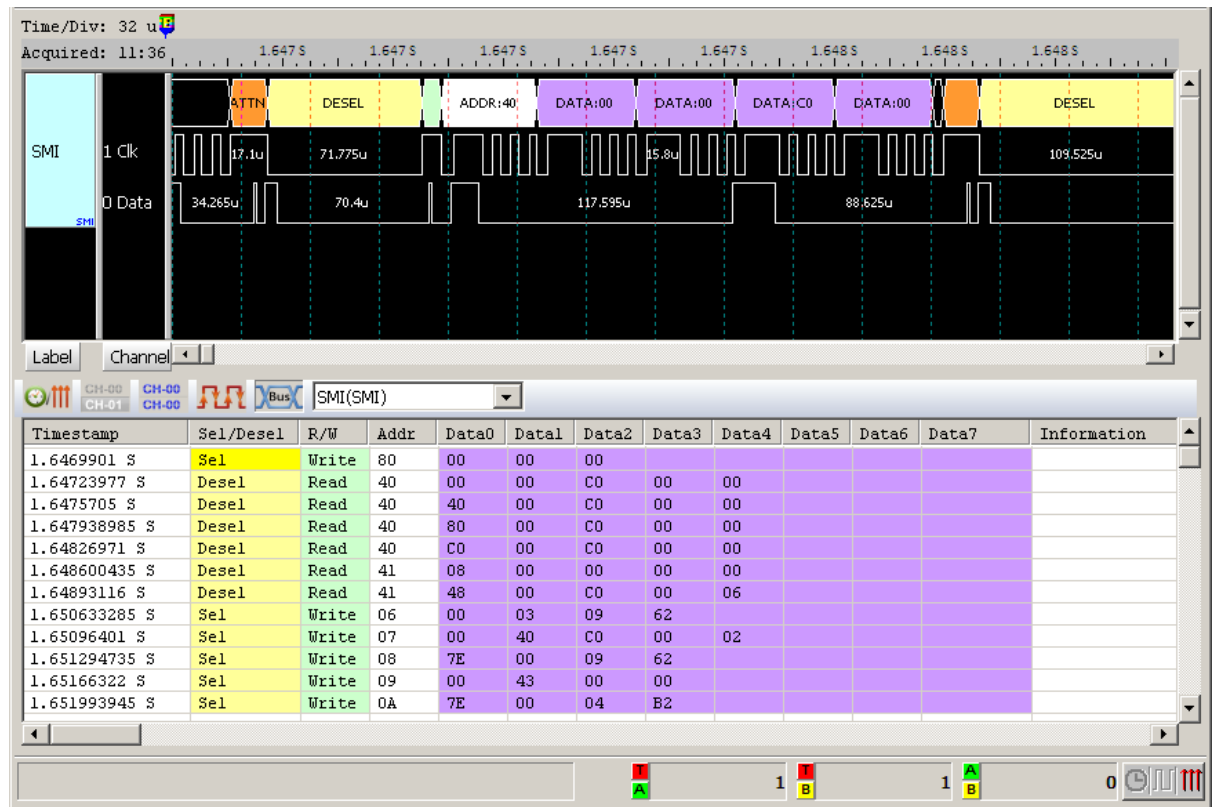 Time/Div: 32 u
Acquired: 11:36 1.647 S 1.647 S 1.647 S 1.647 S 1.647 S 1.648 S 1.648 S 1.648 S
ATTN DESEL ADDR:40 DATA:00 DATA:00 DATA:C0 DATA:00 DESEL
SMI 1 Clk 17.1u 71.775u 15.8u 109.525u
0 Data 34.265u 70.4u 117.595u 88.625u
SMI
Label Channel
CH-00 CH-00 Bus SMI(SMI)
CH-01 CH-00
Timestamp Sel/Desel R/W Addr Data0 Data1 Data2 Data3 Data4 Data5 Data6 Data7 Information
1.6469901 S Sel Write 80 00 00 00
1.64723977 S Desel Read 40 00 00 C0 00 00
1.6475705 S Desel Read 40 40 00 C0 00 00
1.647938985 S Desel Read 40 80 00 C0 00 00
1.64826971 S Desel Read 40 C0 00 C0 00 00
1.648600435 S Desel Read 41 08 00 00 00 00
1.64893116 S Desel Read 41 48 00 C0 00 06
1.650633285 S Sel Write 06 00 03 09 62
1.65096401 S Sel Write 07 00 40 C0 00 02
1.651294735 S Sel Write 08 7E 00 09 62
1.65166322 S Sel Write 09 00 43 00 00
1.651993945 S Sel Write 0A 7E 00 04 B2
T A 1 T B 1 A B 0